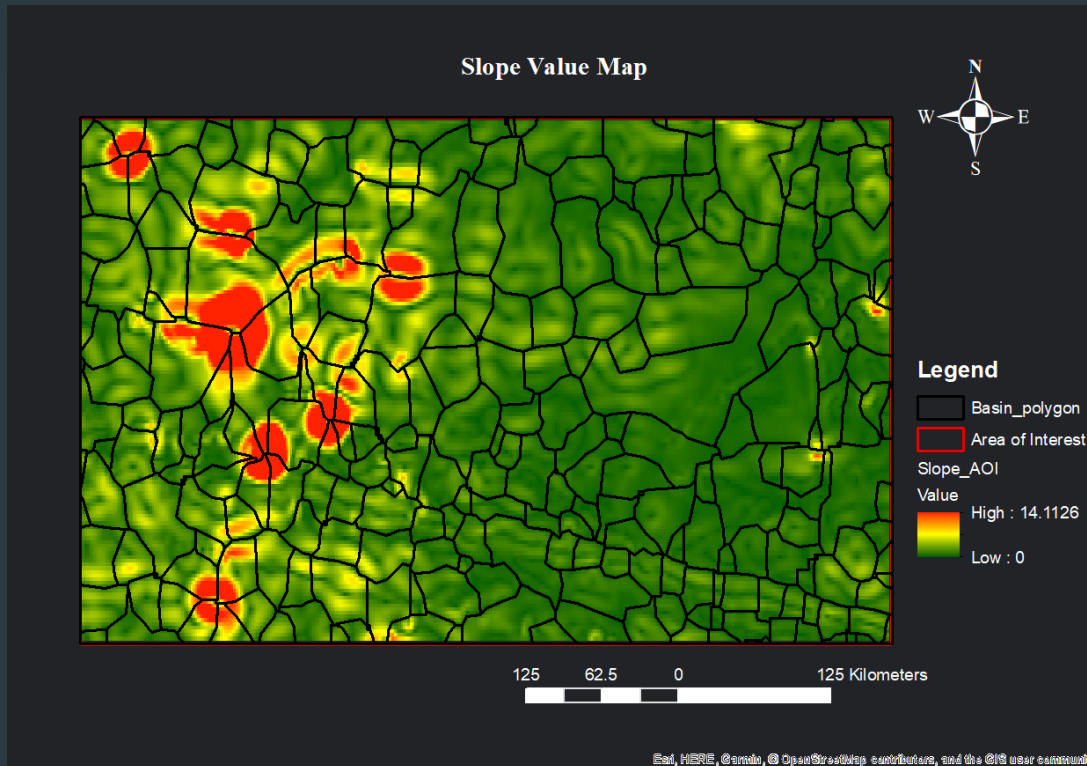 Slope Value Map
N
W E
S
Legend
Basin_polygon
Area of Interest
Slope_AOI
Value
High : 14.1126
Low : 0
125 62.5 0 125 Kilometers
Esri, HERE, Garmin, © OpenStreetMap contributors, and the GIS user